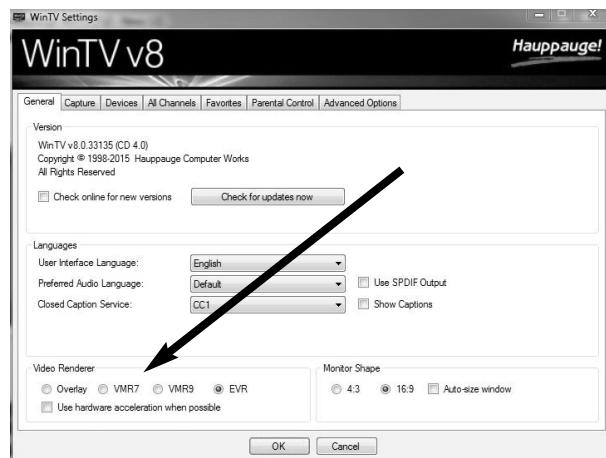 WinTV Settings
WinTV v8
Hauppauge!
General Capture Devices All Channels Favorites Parental Control Advanced Options
Version
WinTV v8.0.33135 (CD 4.0)
Copyright © 1998-2015 Hauppauge Computer Works
All Rights Reserved
Check online for new versions Check for updates now
Languages
User Interface Language: English
Preferred Audio Language: Default Use SPDIF Output
Closed Caption Service: CC1 Show Captions
Video Renderer Monitor Shape
Overlay VMR7 VMR9 EVR 4:3 16:9 Auto-size window
Use hardware acceleration when possible
OK Cancel